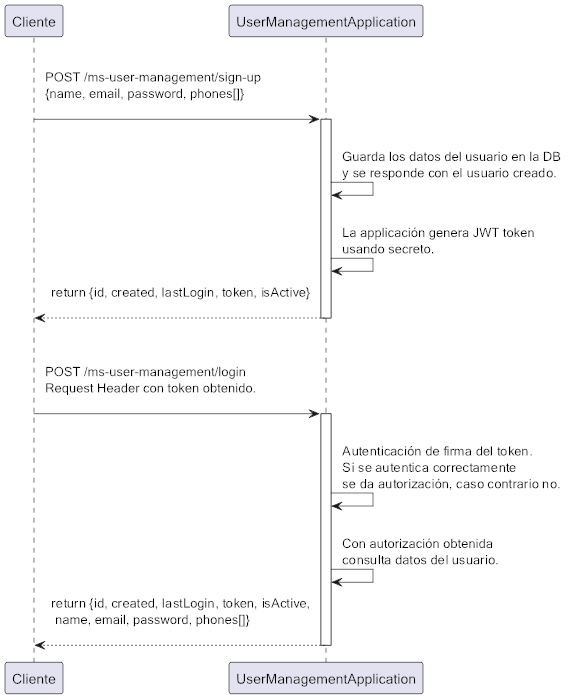 Cliente
UserManagementApplication
POST /ms-user-management/sign-up
{name, email, password, phones[]}
Guarda los datos del usuario en la DB
y se responde con el usuario creado.
La applicación genera JWT token
usando secreto.
return {id, created, lastLogin, token, isActive}
POST /ms-user-management/login
Request Header con token obtenido.
Autenticación de firma del token.
Si se autentica correctamente
se da autorización, caso contrario no.
Con autorización obtenida
consulta datos del usuario.
return {id, created, lastLogin, token, isActive,
name, email, password, phones[]}
Cliente
UserManagementApplication